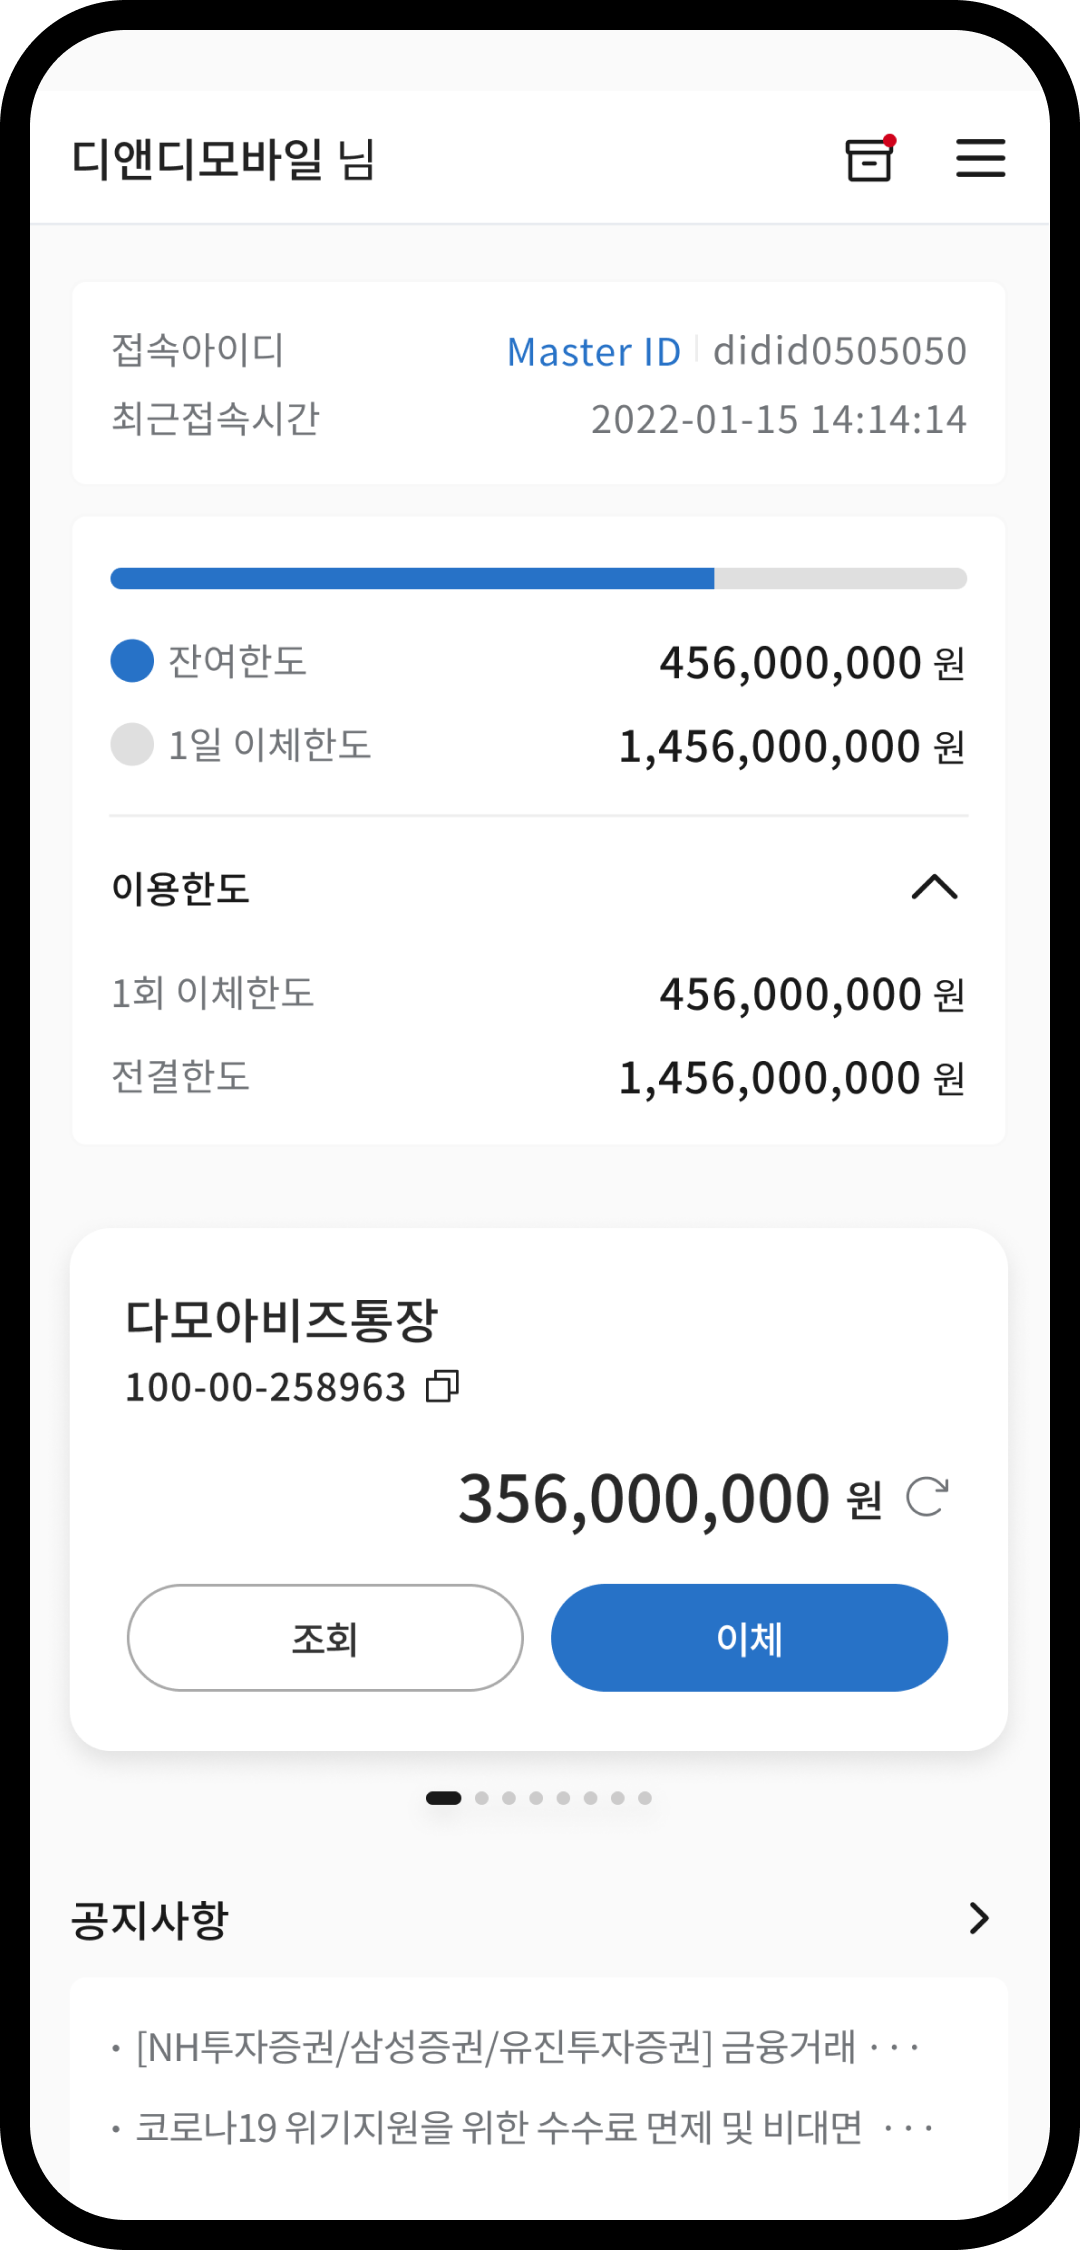 디앤디모바일 님
접속아이디 Master ID didid0505050
최근접속시간 2022-01-15 14:14:14
잔여한도 456,000,000 원
1일 이체한도 1,456,000,000 원
이용한도
1회 이체한도 456,000,000 원
전결한도 1,456,000,000 원
다모아비즈통장
100-00-258963
356,000,000 원
조회 이체
공지사항
· [NH투자증권/삼성증권/유진투자증권] 금융거래 ···
· 코로나19 위기지원을 위한 수수료 면제 및 비대면 ···